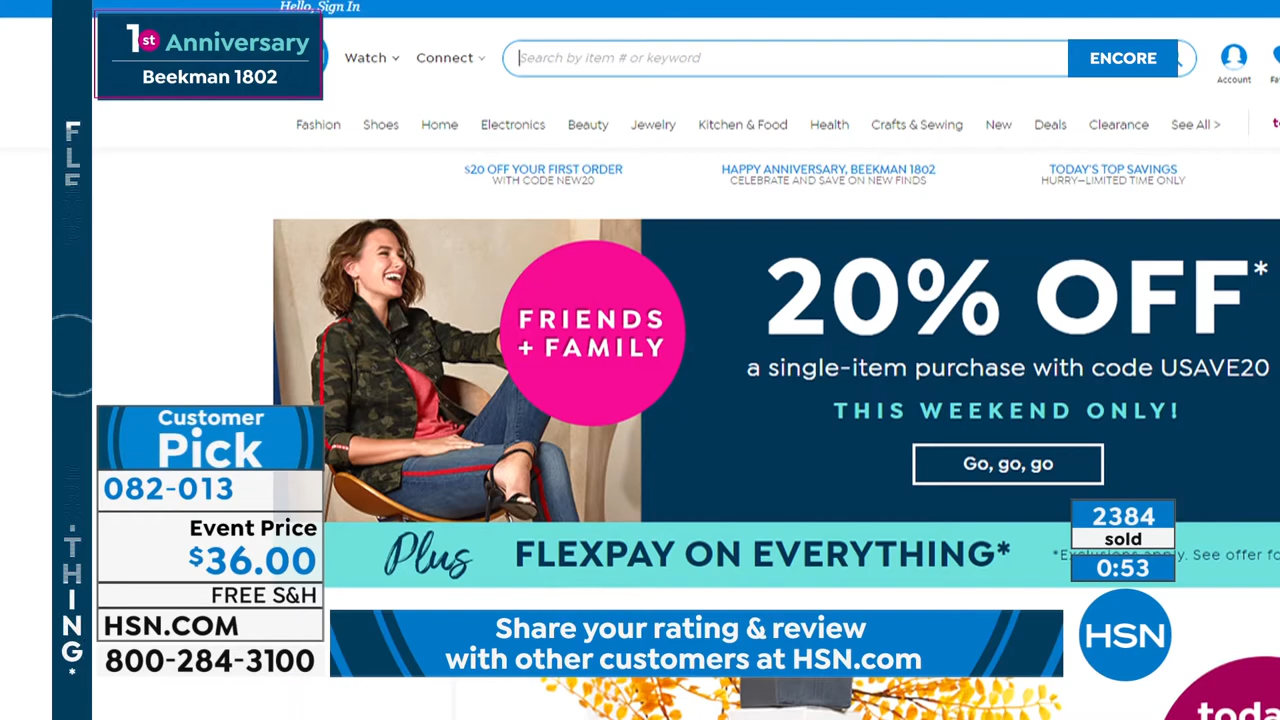 Hello, Sign In
1st Anniversary
Beekman 1802
Watch
Connect
Search by item # or keyword
ENCORE
Account
Fashion
Shoes
Home
Electronics
Beauty
Jewelry
Kitchen & Food
Health
Crafts & Sewing
New
Deals
Clearance
See All >
$20 OFF YOUR FIRST ORDER
WITH CODE NEW20
HAPPY ANNIVERSARY, BEEKMAN 1802
CELEBRATE AND SAVE ON NEW FINDS
TODAY'S TOP SAVINGS
HURRY—LIMITED TIME ONLY
FRIENDS
+ FAMILY
20% OFF*
a single-item purchase with code USAVE20
THIS WEEKEND ONLY!
Go, go, go
Plus FLEXPAY ON EVERYTHING*
*Exclusions apply. See offer fo
Customer
Pick
082-013
Event Price
$36.00
FREE S&H
HSN.COM
800-284-3100
2384
sold
0:53
Share your rating & review
with other customers at HSN.com
HSN
toda